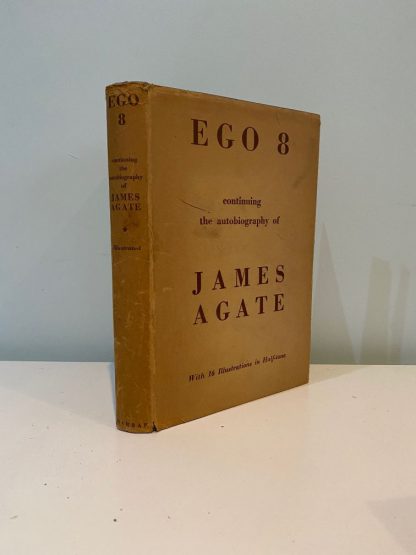 EGO
8
continuing
the
autobiography
of
JAMES
AGATE
Illustrated
HARRAP
EGO 8
continuing
the autobiography of
JAMES
AGATE
With 16 Illustrations in Half-tone